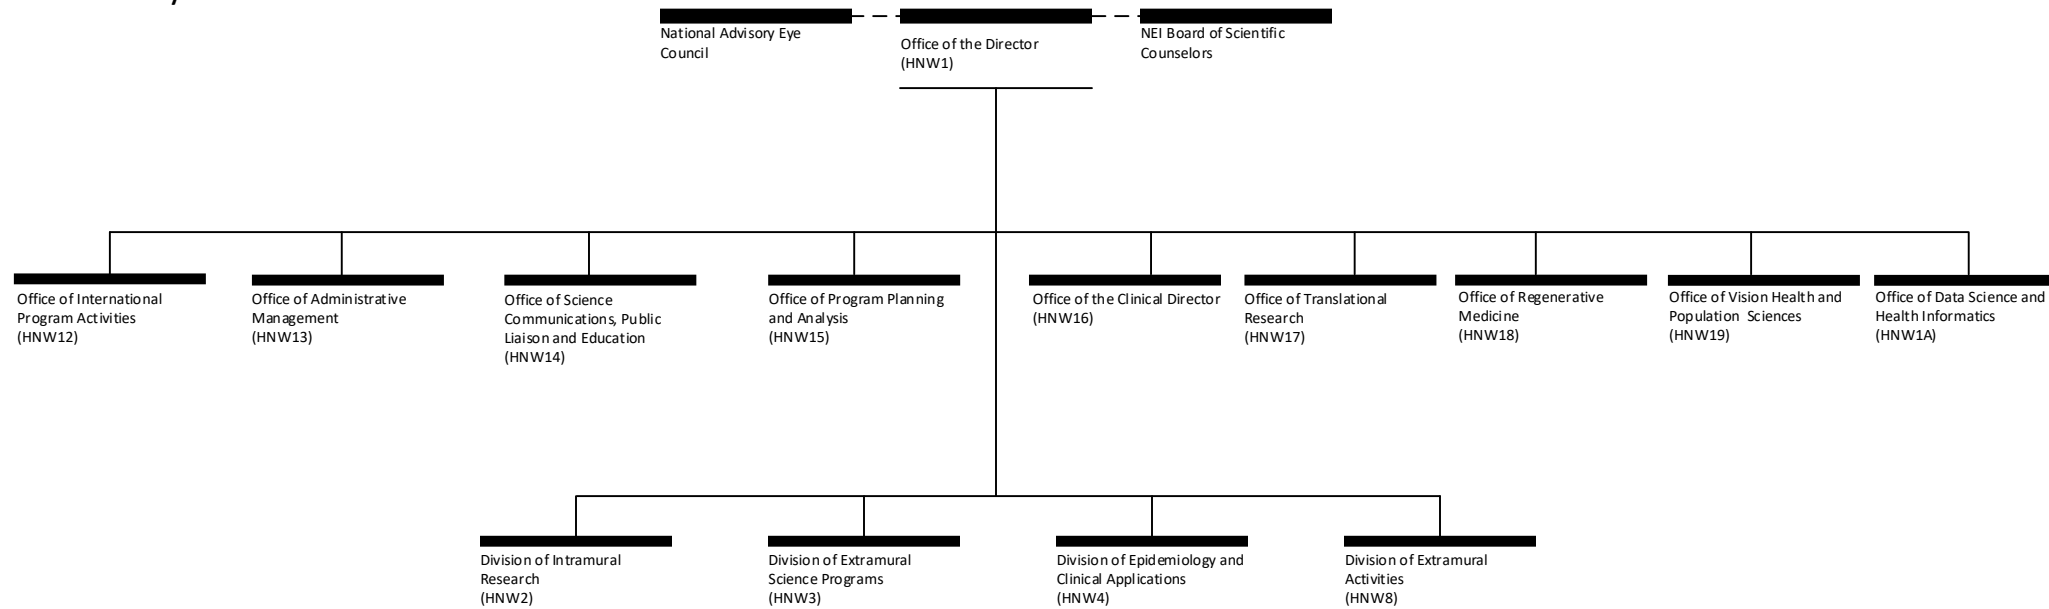 National Advisory Eye
Council
Office of the Director
(HNW1)
NEI Board of Scientific
Counselors
Office of International
Program Activities
(HNW12)
Office of Administrative
Management
(HNW13)
Office of Science
Communications, Public
Liaison and Education
(HNW14)
Office of Program Planning
and Analysis
(HNW15)
Office of the Clinical Director
(HNW16)
Office of Translational
Research
(HNW17)
Office of Regenerative
Medicine
(HNW18)
Office of Vision Health and
Population Sciences
(HNW19)
Office of Data Science and
Health Informatics
(HNW1A)
Division of Intramural
Research
(HNW2)
Division of Extramural
Science Programs
(HNW3)
Division of Epidemiology and
Clinical Applications
(HNW4)
Division of Extramural
Activities
(HNW8)